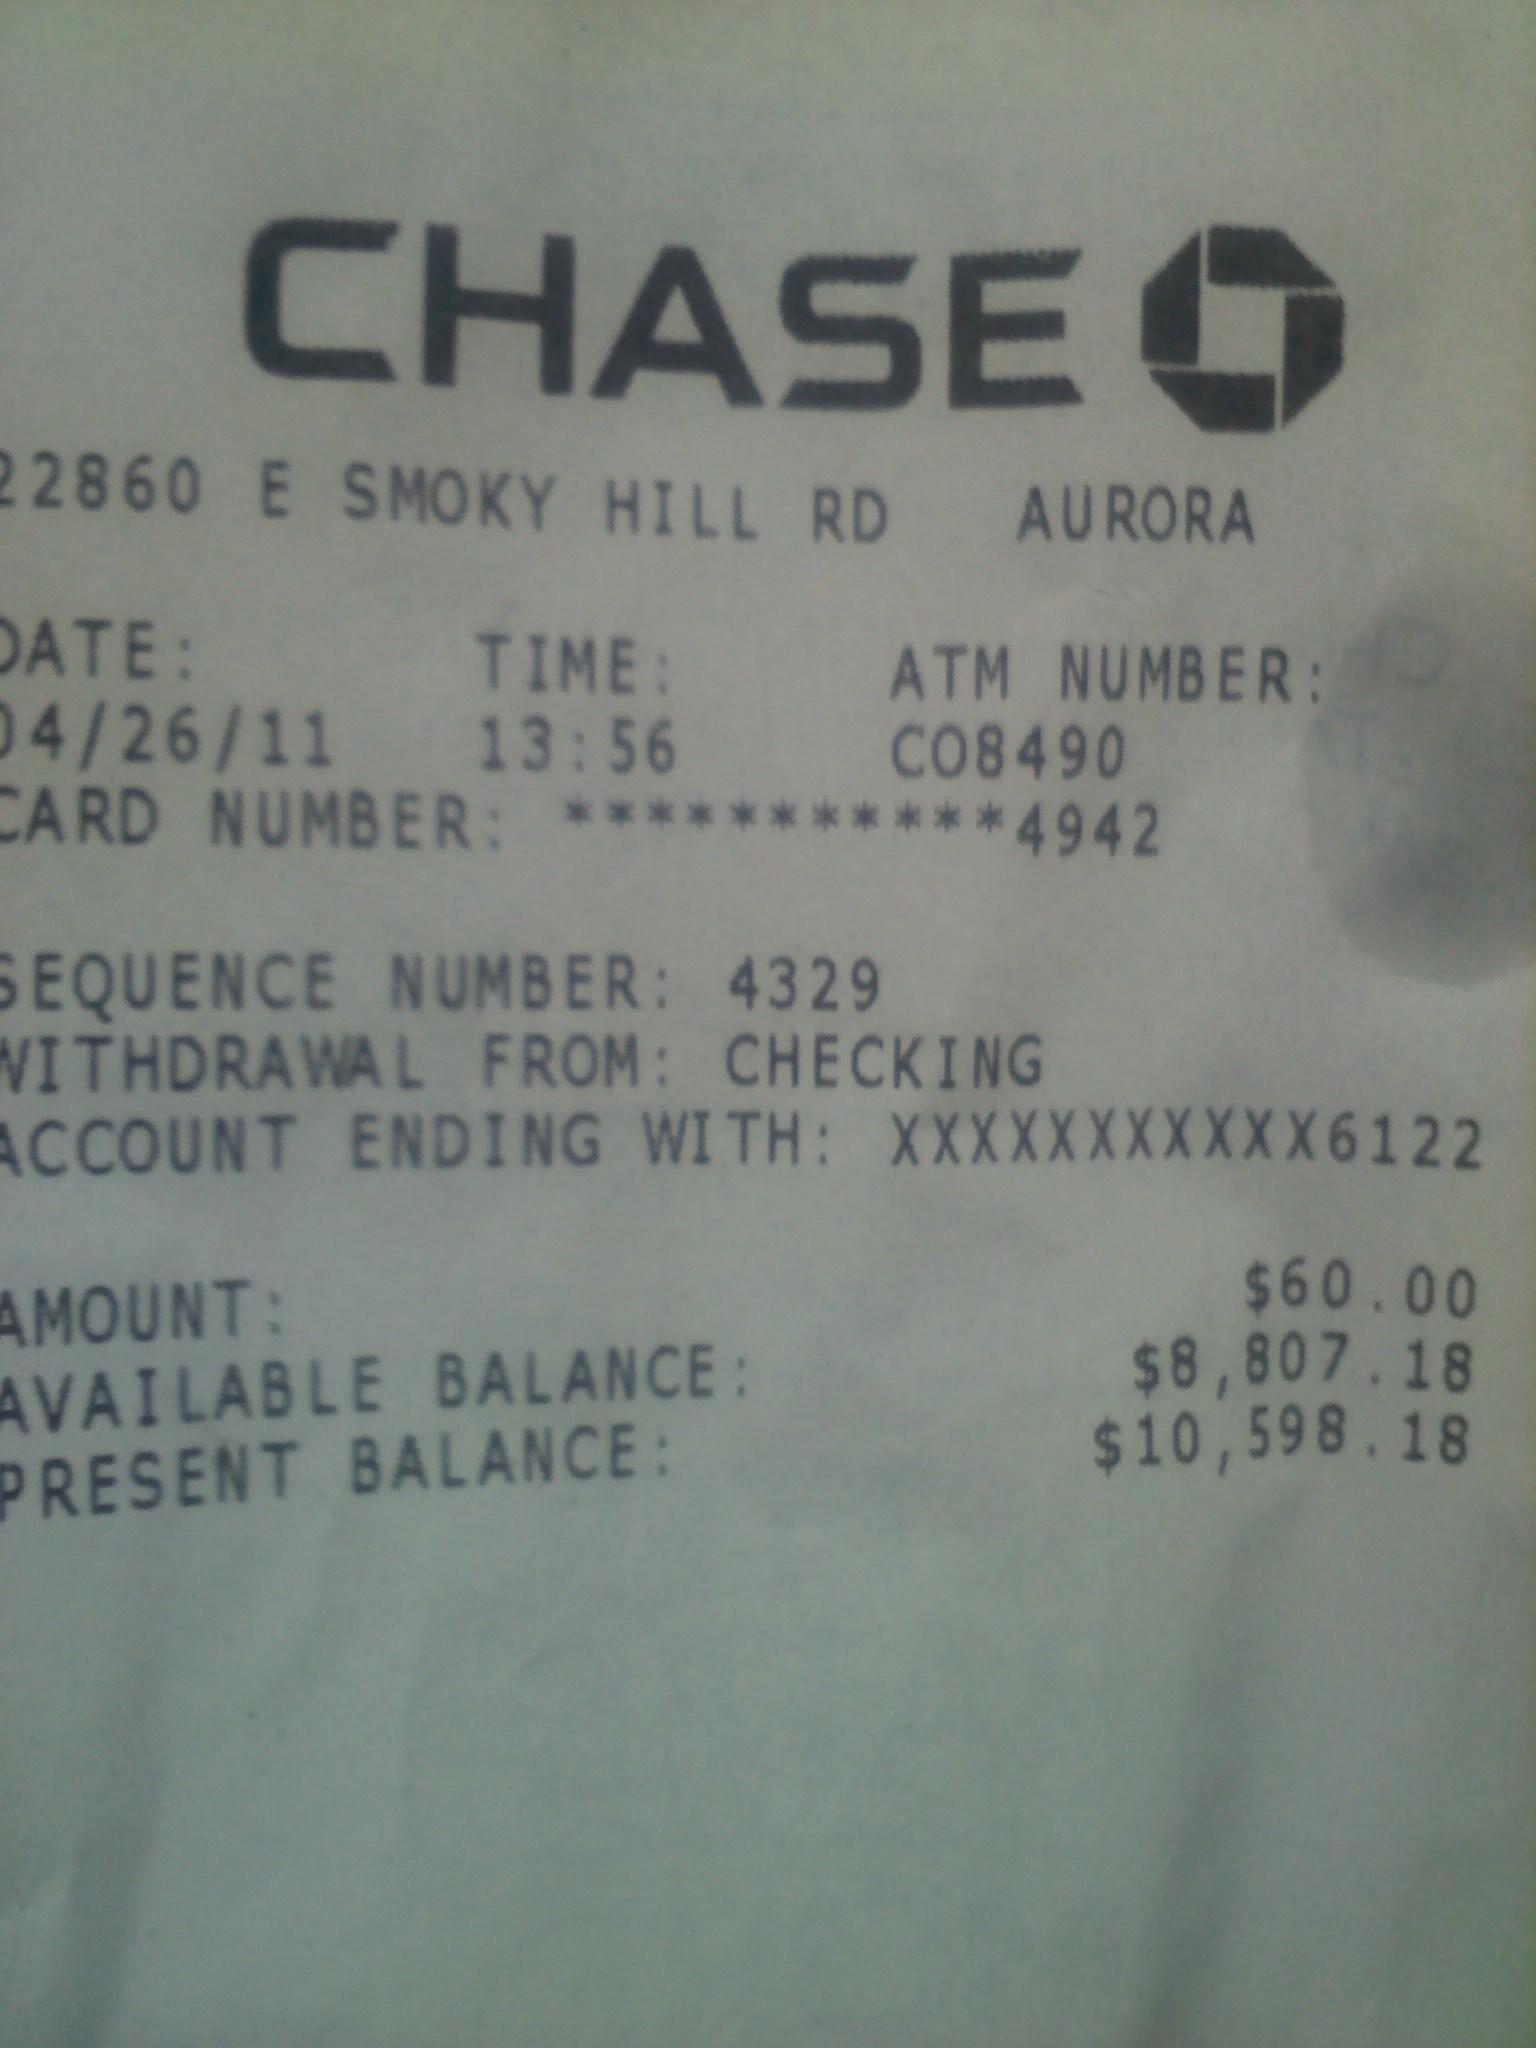 CHASE
22860 E SMOKY HILL RD AURORA
DATE: TIME: ATM NUMBER:
04/26/11 13:56 CO8490
CARD NUMBER: ***********4942
SEQUENCE NUMBER: 4329
WITHDRAWAL FROM: CHECKING
ACCOUNT ENDING WITH: XXXXXXXXXXX6122
AMOUNT: $60.00
AVAILABLE BALANCE: $8,807.18
PRESENT BALANCE: $10,598.18